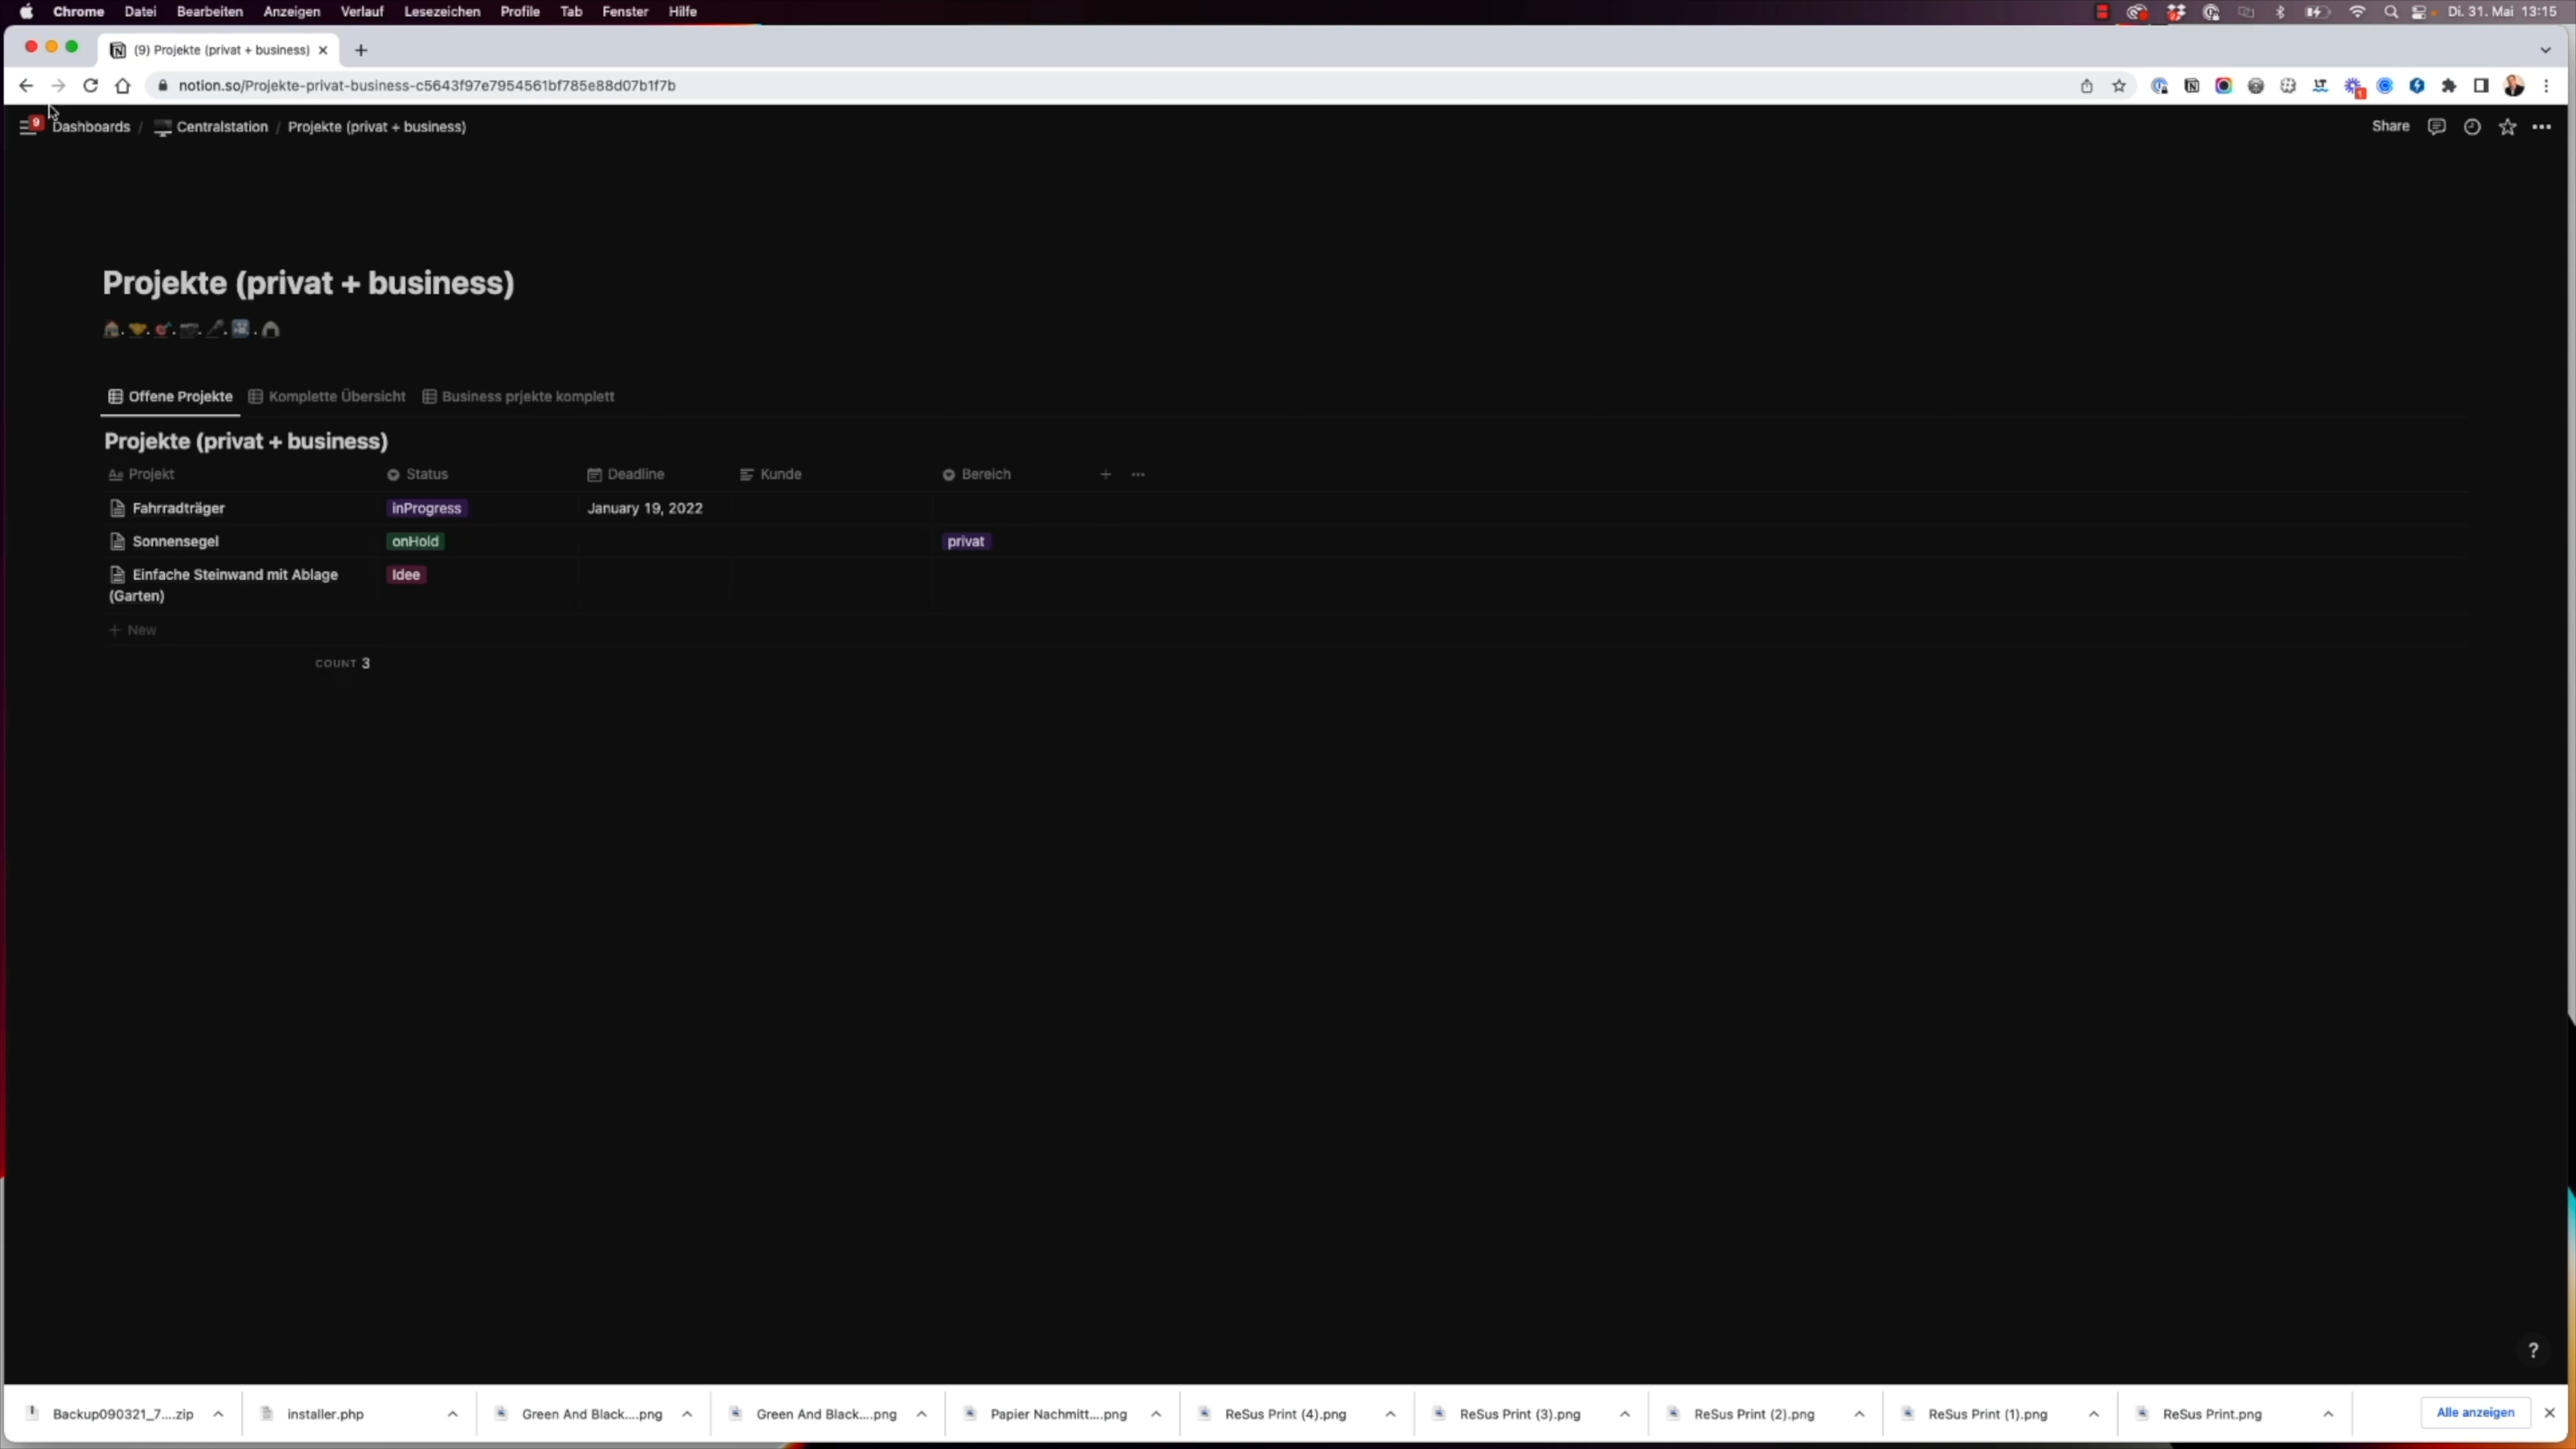 Chrome Datei Bearbeiten Anzeigen Verlauf Lesezeichen Profile Tab Fenster Hilfe Di. 31. Mai 13:15
(9) Projekte (privat + business)
notion.so/Projekte-privat-business-c5643f97e7954561bf785e88d07b1f7b
1
9 Dashboards / Centralstation / Projekte (privat + business) Share
Projekte (privat + business)
Offene Projekte Komplette Übersicht Business prjekte komplett
Projekte (privat + business)
Aa Projekt Status Deadline Kunde Bereich
Fahrradträger inProgress January 19, 2022
Sonnensegel onHold privat
Einfache Steinwand mit Ablage Idee
(Garten)
+ New
COUNT 3
?
Backup090321_7....zip installer.php Green And Black....png Green And Black....png Papier Nachmitt....png ReSus Print (4).png ReSus Print (3).png ReSus Print (2).png ReSus Print (1).png ReSus Print.png Alle anzeigen